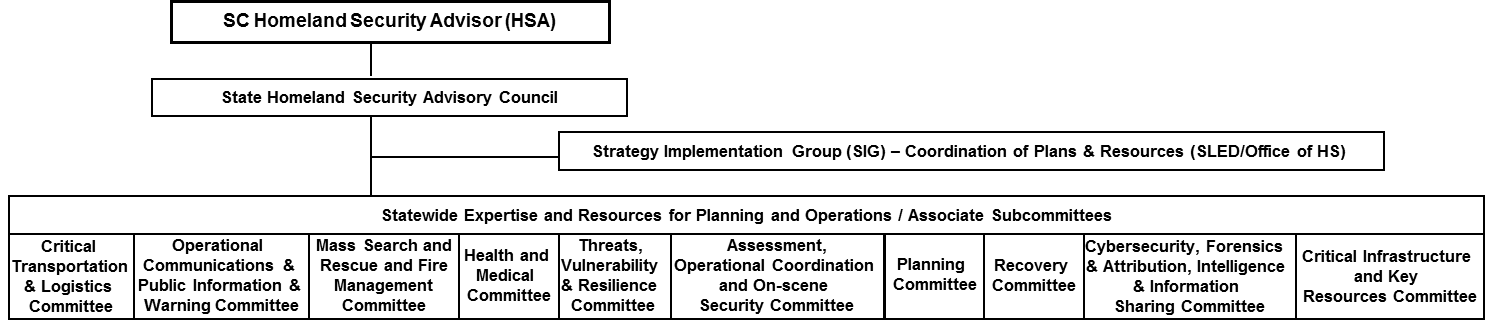 SC Homeland Security Advisor (HSA)
State Homeland Security Advisory Council
Strategy Implementation Group (SIG) – Coordination of Plans & Resources (SLED/Office of HS)
Statewide Expertise and Resources for Planning and Operations / Associate Subcommittees
Critical
Transportation
& Logistics
Committee
Operational
Communications &
Public Information &
Warning Committee
Mass Search and
Rescue and Fire
Management
Committee
Health and
Medical
Committee
Threats,
Vulnerability
& Resilience
Committee
Assessment,
Operational Coordination
and On-scene
Security Committee
Planning
Committee
Recovery
Committee
Cybersecurity, Forensics
& Attribution, Intelligence
& Information
Sharing Committee
Critical Infrastructure
and Key
Resources Committee